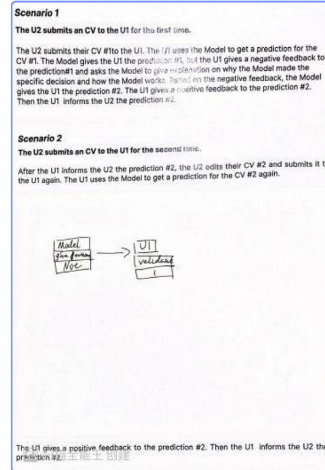 Scenario 1
The U2 submits an CV to the U1 for the first time.
The U2 submits their CV #1to the U1. The U1 uses the Model to get a prediction for the
CV #1. The Model gives the U1 the prediction #1, but the U1 gives a negative feedback to
the prediction#1 and asks the Model to give explenation on why the Model made the
specific decision and how the Model works. Based on the negative feedback, the Model
gives the U1 the prediction #2. The U1 gives a positive feedback to the prediction #2.
Then the U1 informs the U2 the prediction #2.
Scenario 2
The U2 submits an CV to the U1 for the second time.
After the U1 informs the U2 the prediction #2, the U2 edits their CV #2 and submits it t
the U1 again. The U1 uses the Model to get a prediction for the CV #2 again.
Model U1
give
1
The U1 gives a positive feedback to the prediction #2. Then the U1 informs the U2 the
prediction #2. 创建